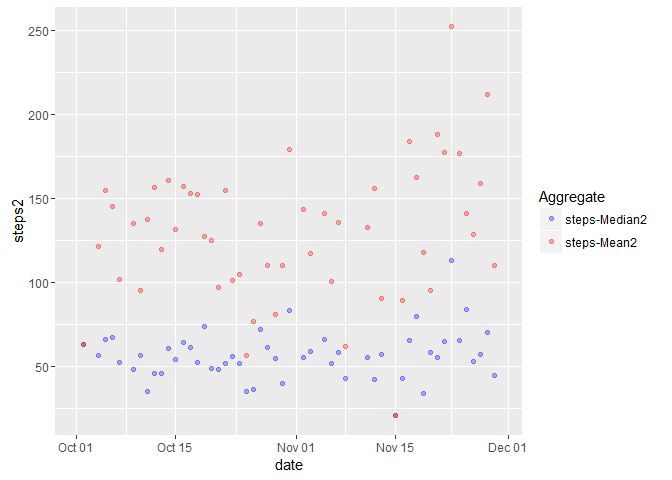 250
200
150
100
50
steps2
Oct 01
Oct 15
Nov 01
Nov 15
Dec 01
date
Aggregate
steps-Median2
steps-Mean2